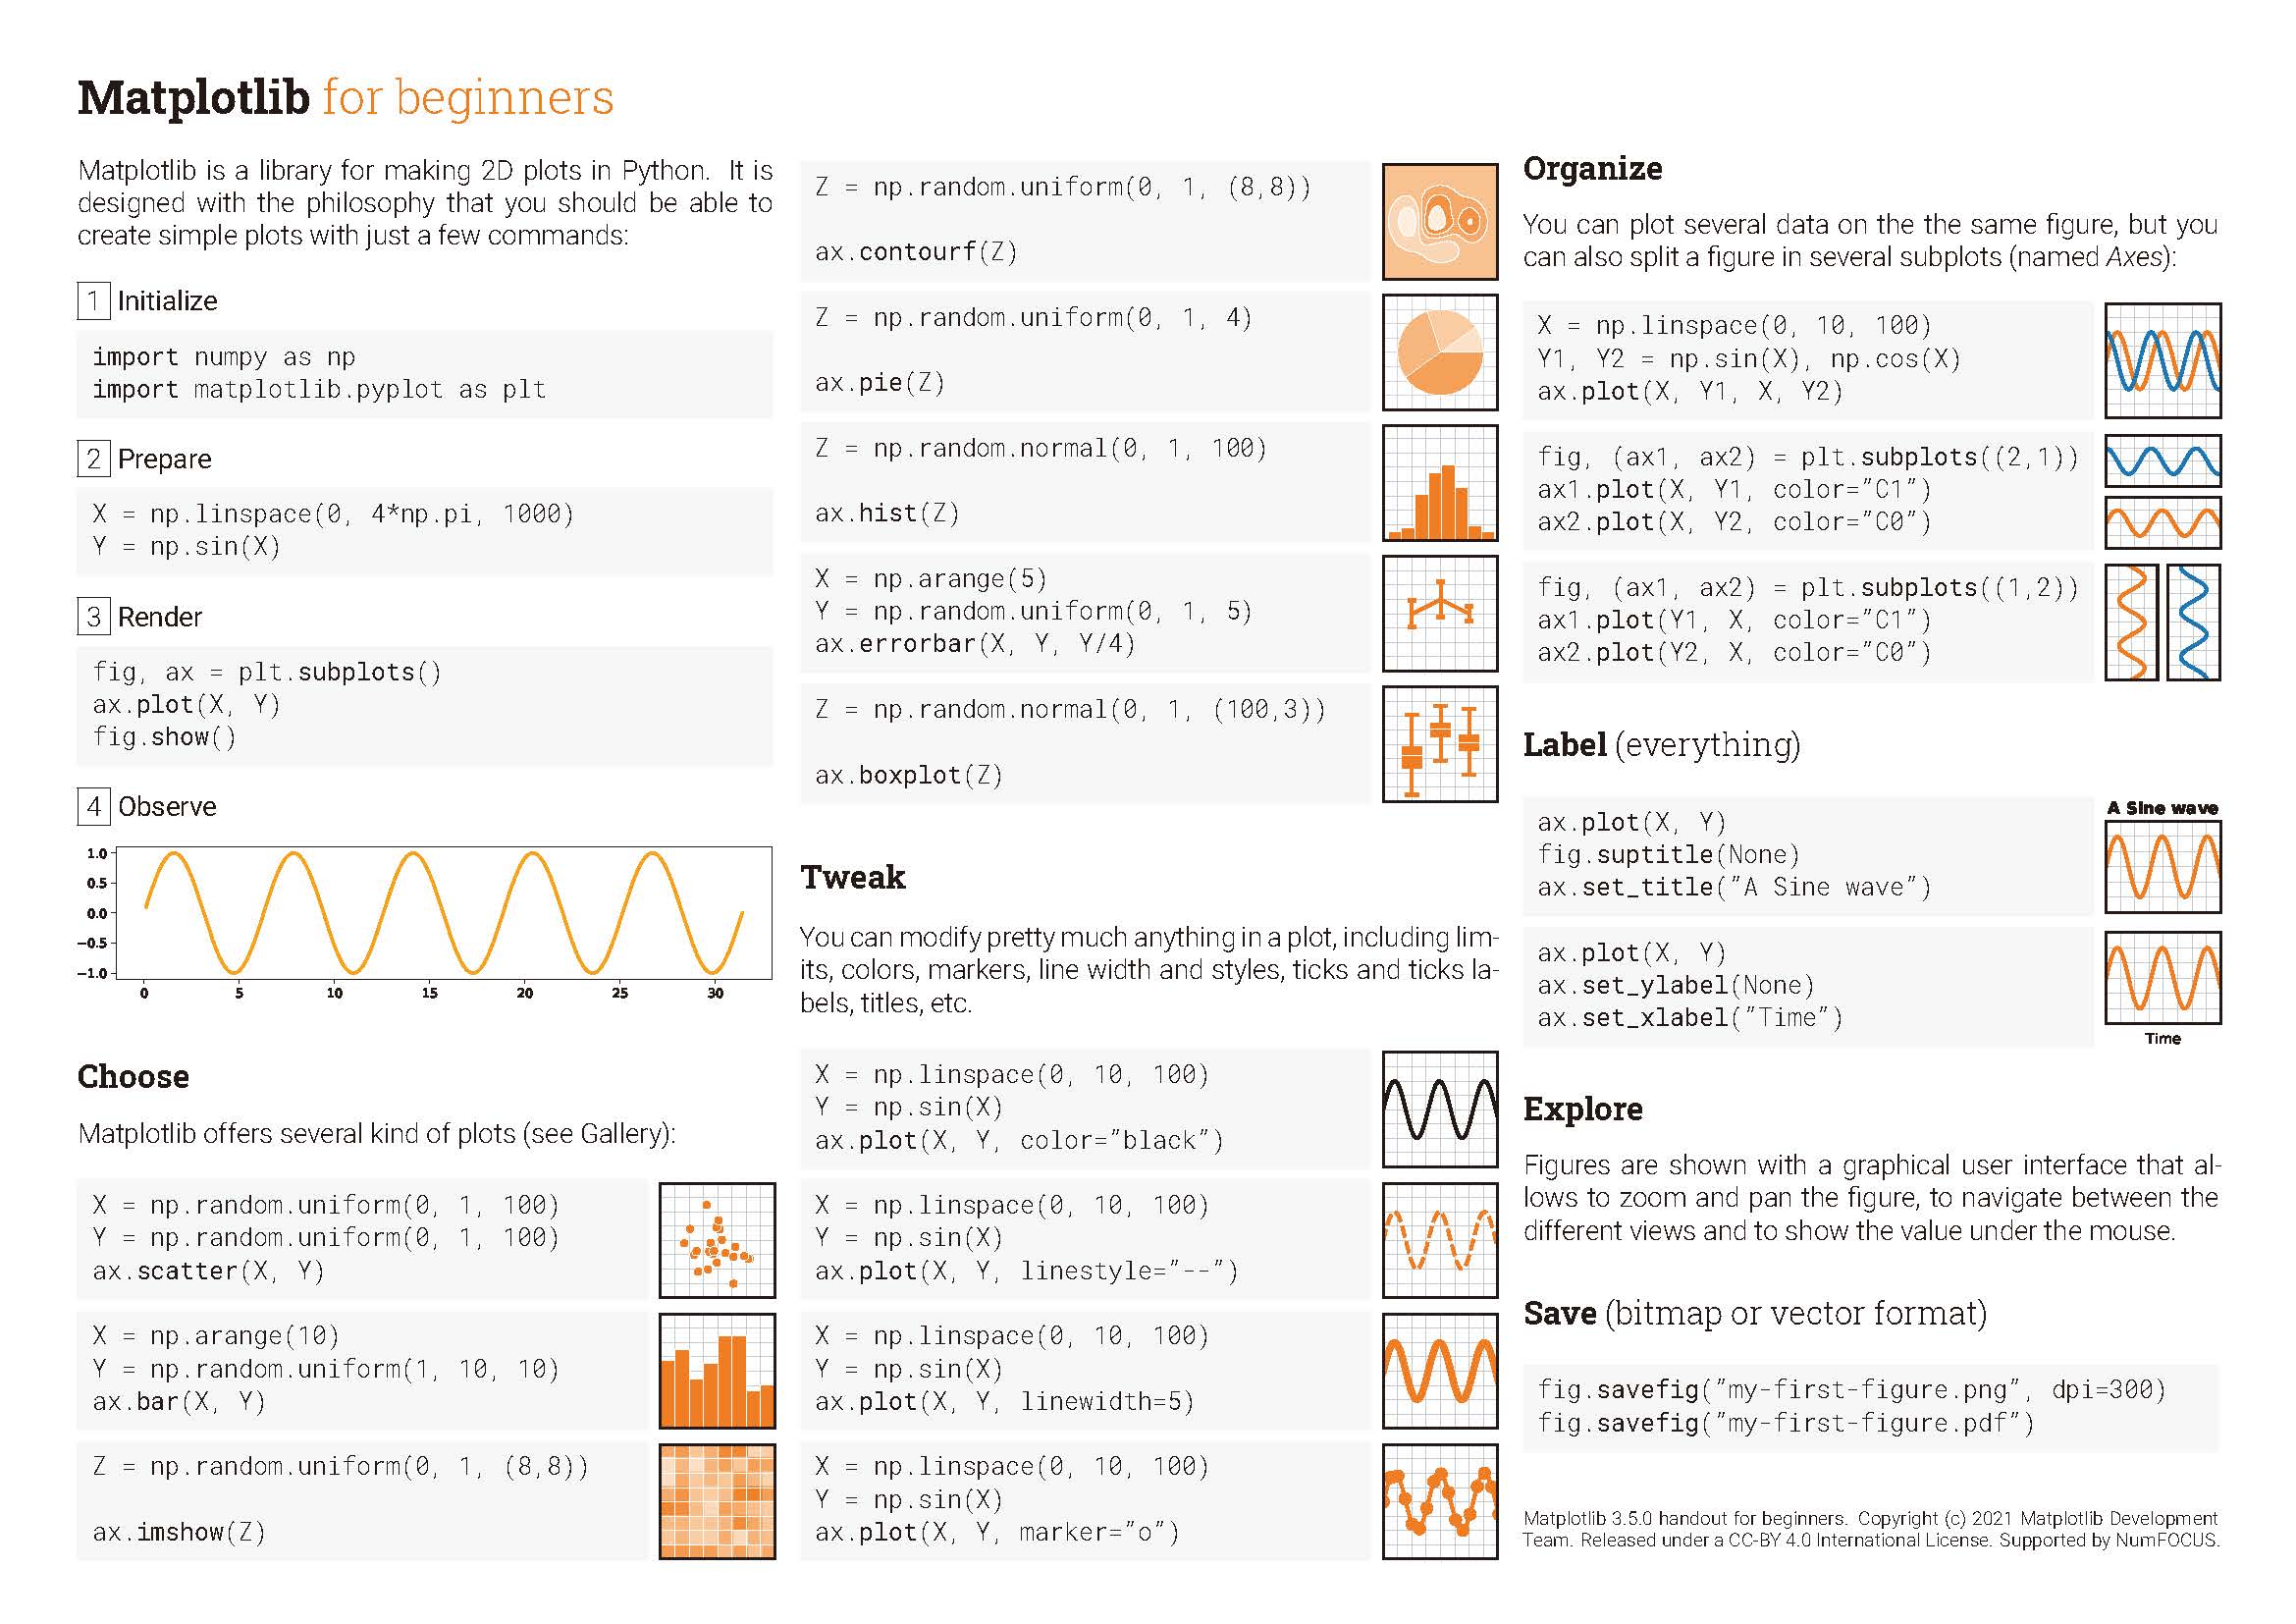 Matplotlib for beginners
Matplotlib is a library for making 2D plots in Python. It is
designed with the philosophy that you should be able to
create simple plots with just a few commands:
1 Initialize
import numpy as np
import matplotlib.pyplot as plt
2 Prepare
X = np.linspace(0, 4*np.pi, 1000)
Y = np.sin(X)
3 Render
fig, ax = plt.subplots()
ax.plot(X, Y)
fig.show()
4 Observe
1.0
0.5
0.0
−0.5
−1.0
0 5 10 15 20 25 30
Choose
Matplotlib offers several kind of plots (see Gallery):
X = np.random.uniform(0, 1, 100)
Y = np.random.uniform(0, 1, 100)
ax.scatter(X, Y)
X = np.arange(10)
Y = np.random.uniform(1, 10, 10)
ax.bar(X, Y)
Z = np.random.uniform(0, 1, (8,8))
ax.imshow(Z)
Z = np.random.uniform(0, 1, (8,8))
ax.contourf(Z)
Z = np.random.uniform(0, 1, 4)
ax.pie(Z)
Z = np.random.normal(0, 1, 100)
ax.hist(Z)
X = np.arange(5)
Y = np.random.uniform(0, 1, 5)
ax.errorbar(X, Y, Y/4)
Z = np.random.normal(0, 1, (100,3))
ax.boxplot(Z)
Tweak
You can modify pretty much anything in a plot, including lim-
its, colors, markers, line width and styles, ticks and ticks la-
bels, titles, etc.
X = np.linspace(0, 10, 100)
Y = np.sin(X)
ax.plot(X, Y, color="black")
X = np.linspace(0, 10, 100)
Y = np.sin(X)
ax.plot(X, Y, linestyle="--")
X = np.linspace(0, 10, 100)
Y = np.sin(X)
ax.plot(X, Y, linewidth=5)
X = np.linspace(0, 10, 100)
Y = np.sin(X)
ax.plot(X, Y, marker="o")
Organize
You can plot several data on the the same figure, but you
can also split a figure in several subplots (named Axes):
X = np.linspace(0, 10, 100)
Y1, Y2 = np.sin(X), np.cos(X)
ax.plot(X, Y1, X, Y2)
fig, (ax1, ax2) = plt.subplots((2,1))
ax1.plot(X, Y1, color="C1")
ax2.plot(X, Y2, color="C0")
fig, (ax1, ax2) = plt.subplots((1,2))
ax1.plot(Y1, X, color="C1")
ax2.plot(Y2, X, color="C0")
Label (everything)
ax.plot(X, Y)
fig.suptitle(None)
ax.set_title("A Sine wave")
A Sine wave
ax.plot(X, Y)
ax.set_ylabel(None)
ax.set_xlabel("Time")
Time
Explore
Figures are shown with a graphical user interface that al-
lows to zoom and pan the figure, to navigate between the
different views and to show the value under the mouse.
Save (bitmap or vector format)
fig.savefig("my-first-figure.png", dpi=300)
fig.savefig("my-first-figure.pdf")
Matplotlib 3.5.0 handout for beginners. Copyright (c) 2021 Matplotlib Development
Team. Released under a CC-BY 4.0 International License. Supported by NumFOCUS.